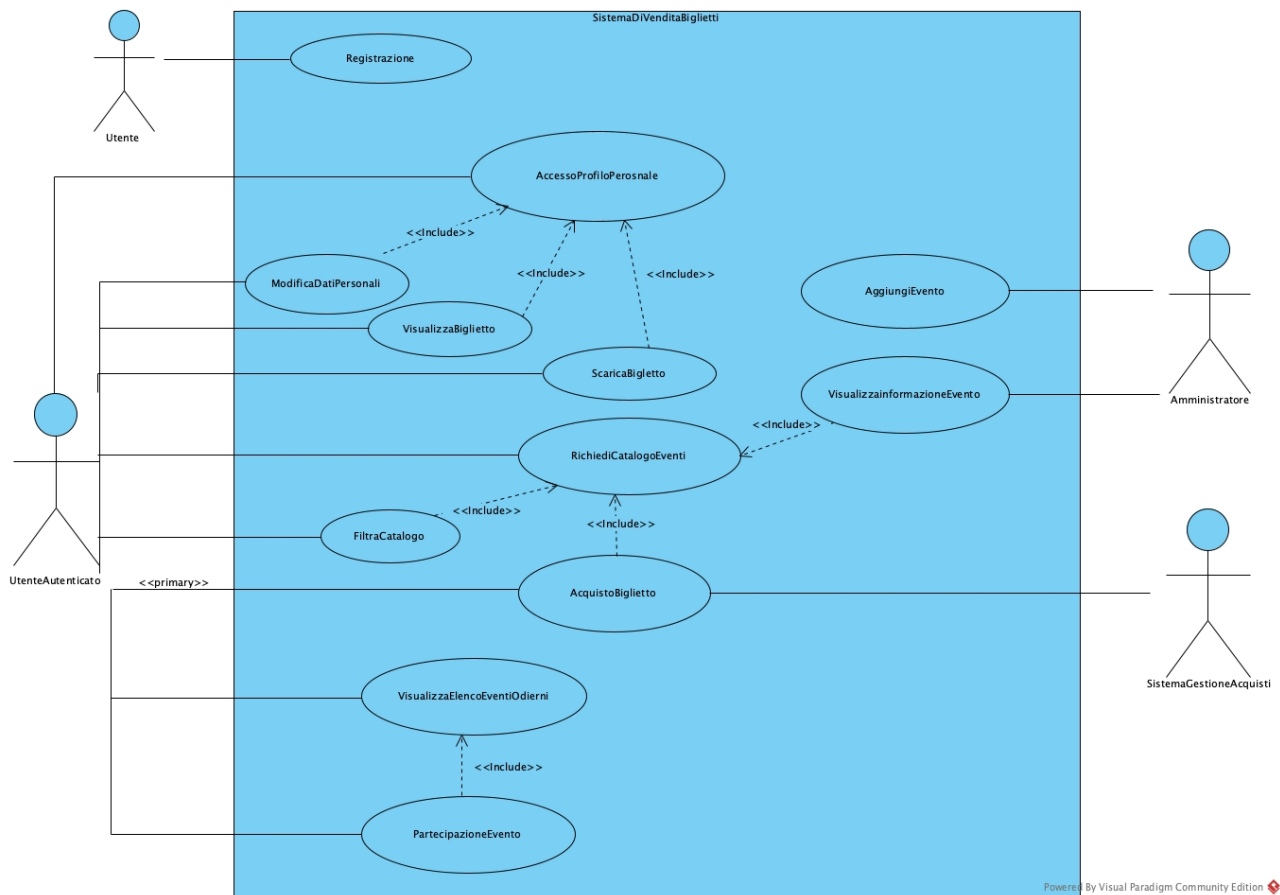 SistemaDiVenditaBiglietti
Registrazione
Utente
AccessoProfiloPerosnale
<<Include>>
<<Include>>
<<Include>>
ModificaDatiPersonali
AggiungiEvento
VisualizzaBiglietto
ScaricaBigletto
VisualizzainformazioneEvento
Amministratore
<<Include>>
RichiediCatalogoEventi
<<Include>>
<<Include>>
FiltraCatalogo
UtenteAutenticato
<<primary>>
AcquistoBiglietto
SistemaGestioneAcquisti
VisualizzaElencoEventiOdierni
<<Include>>
PartecipazioneEvento
Powered By Visual Paradigm Community Edition